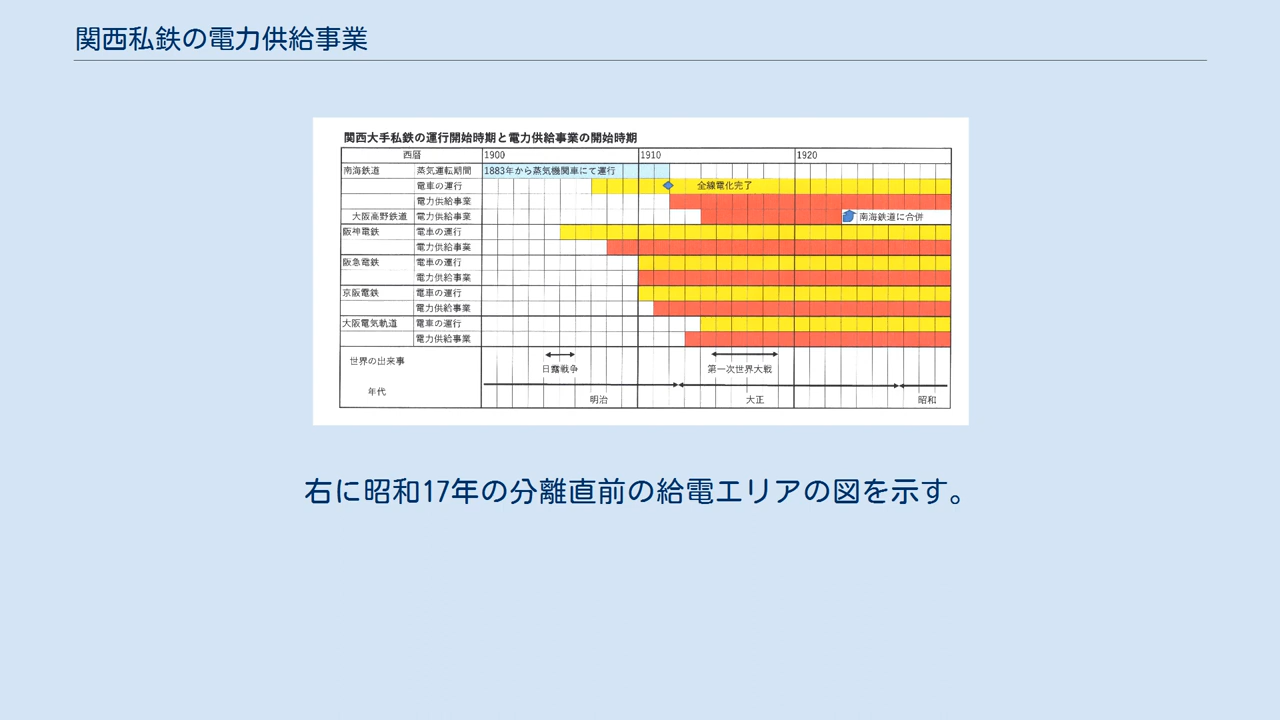 関西私鉄の電力供給事業
関西大手私鉄の運行開始時期と電力供給事業の開始時期
西暦 1900 1910 1920
南海鉄道 蒸気運転期間 1883年から蒸気機関車にて運行
電車の運行 全線電化完了
電力供給事業
大阪高野鉄道 電力供給事業 南海鉄道に合併
阪神電鉄 電車の運行
電力供給事業
阪急電鉄 電車の運行
電力供給事業
京阪電鉄 電車の運行
電力供給事業
大阪電気軌道 電車の運行
電力供給事業
世界の出来事 日露戦争 第一次世界大戦
年代 明治 大正 昭和
右に昭和17年の分離直前の給電エリアの図を示す。